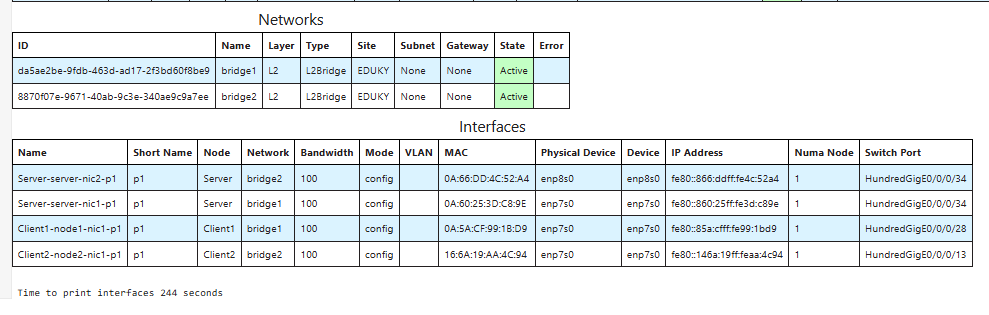 Networks
ID Name Layer Type Site Subnet Gateway State Error
da5ae2be-9fdb-463d-ad17-2f3bd60f8be9 bridge1 L2 L2Bridge EDUKY None None Active
8870f07e-9671-40ab-9c3e-340ae9c9a7ee bridge2 L2 L2Bridge EDUKY None None Active
Interfaces
Name Short Name Node Network Bandwidth Mode VLAN MAC Physical Device Device IP Address Numa Node Switch Port
Server-server-nic2-p1 p1 Server bridge2 100 config 0A:66:DD:4C:52:A4 enp8s0 enp8s0 fe80::866:ddff:fe4c:52a4 1 HundredGigE0/0/0/34
Server-server-nic1-p1 p1 Server bridge1 100 config 0A:60:25:3D:C8:9E enp7s0 enp7s0 fe80::860:25ff:fe3d:c89e 1 HundredGigE0/0/0/34
Client1-node1-nic1-p1 p1 Client1 bridge1 100 config 0A:5A:CF:99:1B:D9 enp7s0 enp7s0 fe80::85a:cfff:fe99:1bd9 1 HundredGigE0/0/0/28
Client2-node2-nic1-p1 p1 Client2 bridge2 100 config 16:6A:19:AA:4C:94 enp7s0 enp7s0 fe80::146a:19ff:feaa:4c94 1 HundredGigE0/0/0/13
Time to print interfaces 244 seconds